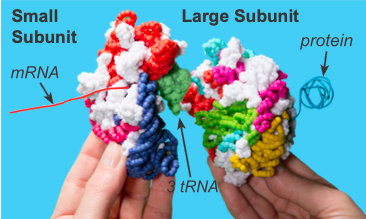 Small
Subunit
Large Subunit
protein
mRNA
3 tRNA